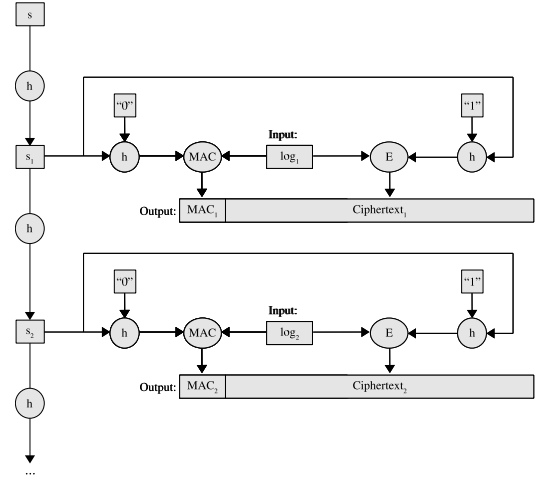 s
h
“0” “1”
Input:
s₁ h MAC log₁ E h
Output: MAC₁ Ciphertext₁
h
“0” “1”
Input:
s₂ h MAC log₂ E h
Output: MAC₂ Ciphertext₂
h
...